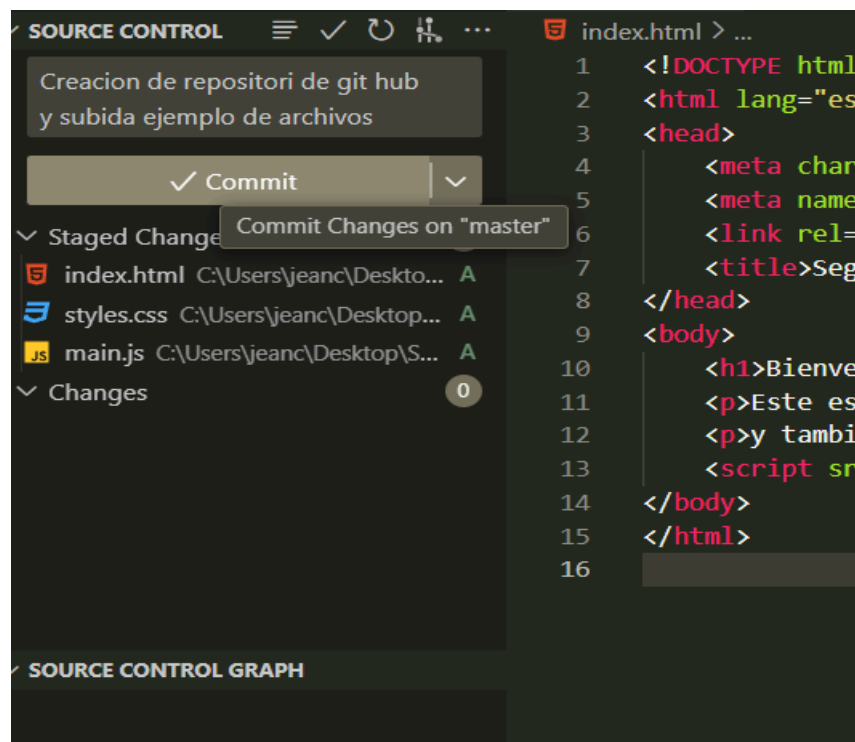 SOURCE CONTROL
Creacion de repositori de git hub
y subida ejemplo de archivos
Commit
Commit Changes on "master"
Staged Change
index.html C:\Users\jeanc\Deskto... A
styles.css C:\Users\jeanc\Desktop... A
JS main.js C:\Users\jeanc\Desktop\S... A
Changes 0
SOURCE CONTROL GRAPH
index.html > ...
1 <!DOCTYPE html
2 <html lang="es
3 <head>
4 <meta char
5 <meta name
6 <link rel=
7 <title>Seg
8 </head>
9 <body>
10 <h1>Bienve
11 <p>Este es
12 <p>y tambi
13 <script sr
14 </body>
15 </html>
16